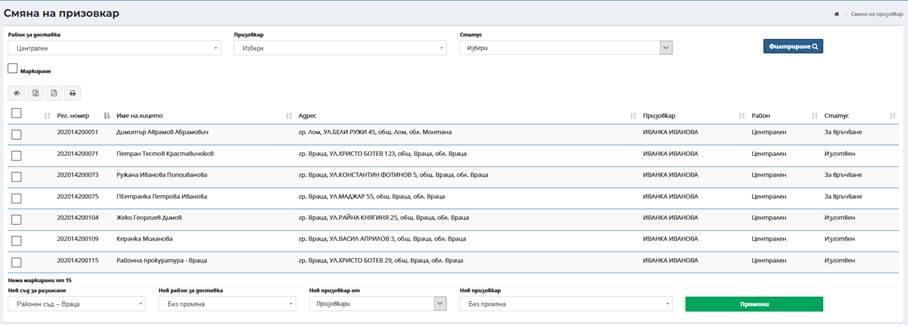 Смяна на призовкар
Смяна на призовкар
Район за доставка Призовкар Статус
Централен Избери Избери Филтриране
Маркиране
Рег. номер Име на лицето Адрес Призовкар Район Статус
202014200051 Димитър Аврамов Абрамович гр. Лом, УЛ.БЕЛИ РУЖИ 45, общ. Лом, обл. Монтана ИВАНКА ИВАНОВА Централен За връчване
202014200071 Петран Тестов Краставичков гр. Враца, УЛ.ХРИСТО БОТЕВ 123, общ. Враца, обл. Враца ИВАНКА ИВАНОВА Централен Изготвен
202014200073 Ружана Иванова Поповиванова гр. Враца, УЛ.КОНСТАНТИН ФОТИНОВ 5, общ. Враца, обл. Враца ИВАНКА ИВАНОВА Централен За връчване
202014200075 ПЕетранка Петрова Иванова гр. Враца, УЛ.МАДЖАР 55, общ. Враца, обл. Враца ИВАНКА ИВАНОВА Централен За връчване
202014200104 Жеко Георгиев Димов гр. Враца, УЛ.РАЙНА КНЯГИНЯ 25, общ. Враца, обл. Враца ИВАНКА ИВАНОВА Централен Изготвен
202014200109 Керанка Миланова гр. Враца, УЛ.ВАСИЛ АПРИЛОВ 3, общ. Враца, обл. Враца ИВАНКА ИВАНОВА Централен Изготвен
202014200115 Районна прокуратура - Враца гр. Враца, УЛ.ХРИСТО БОТЕВ 29, общ. Враца, обл. Враца ИВАНКА ИВАНОВА Централен Изготвен
Няма маркирани от 15
Нов съд за разнасяне Нов район за доставка Нов призовкар от Нов призовкар
Районен съд – Враца Без промяна Призовкари Без промяна Промени